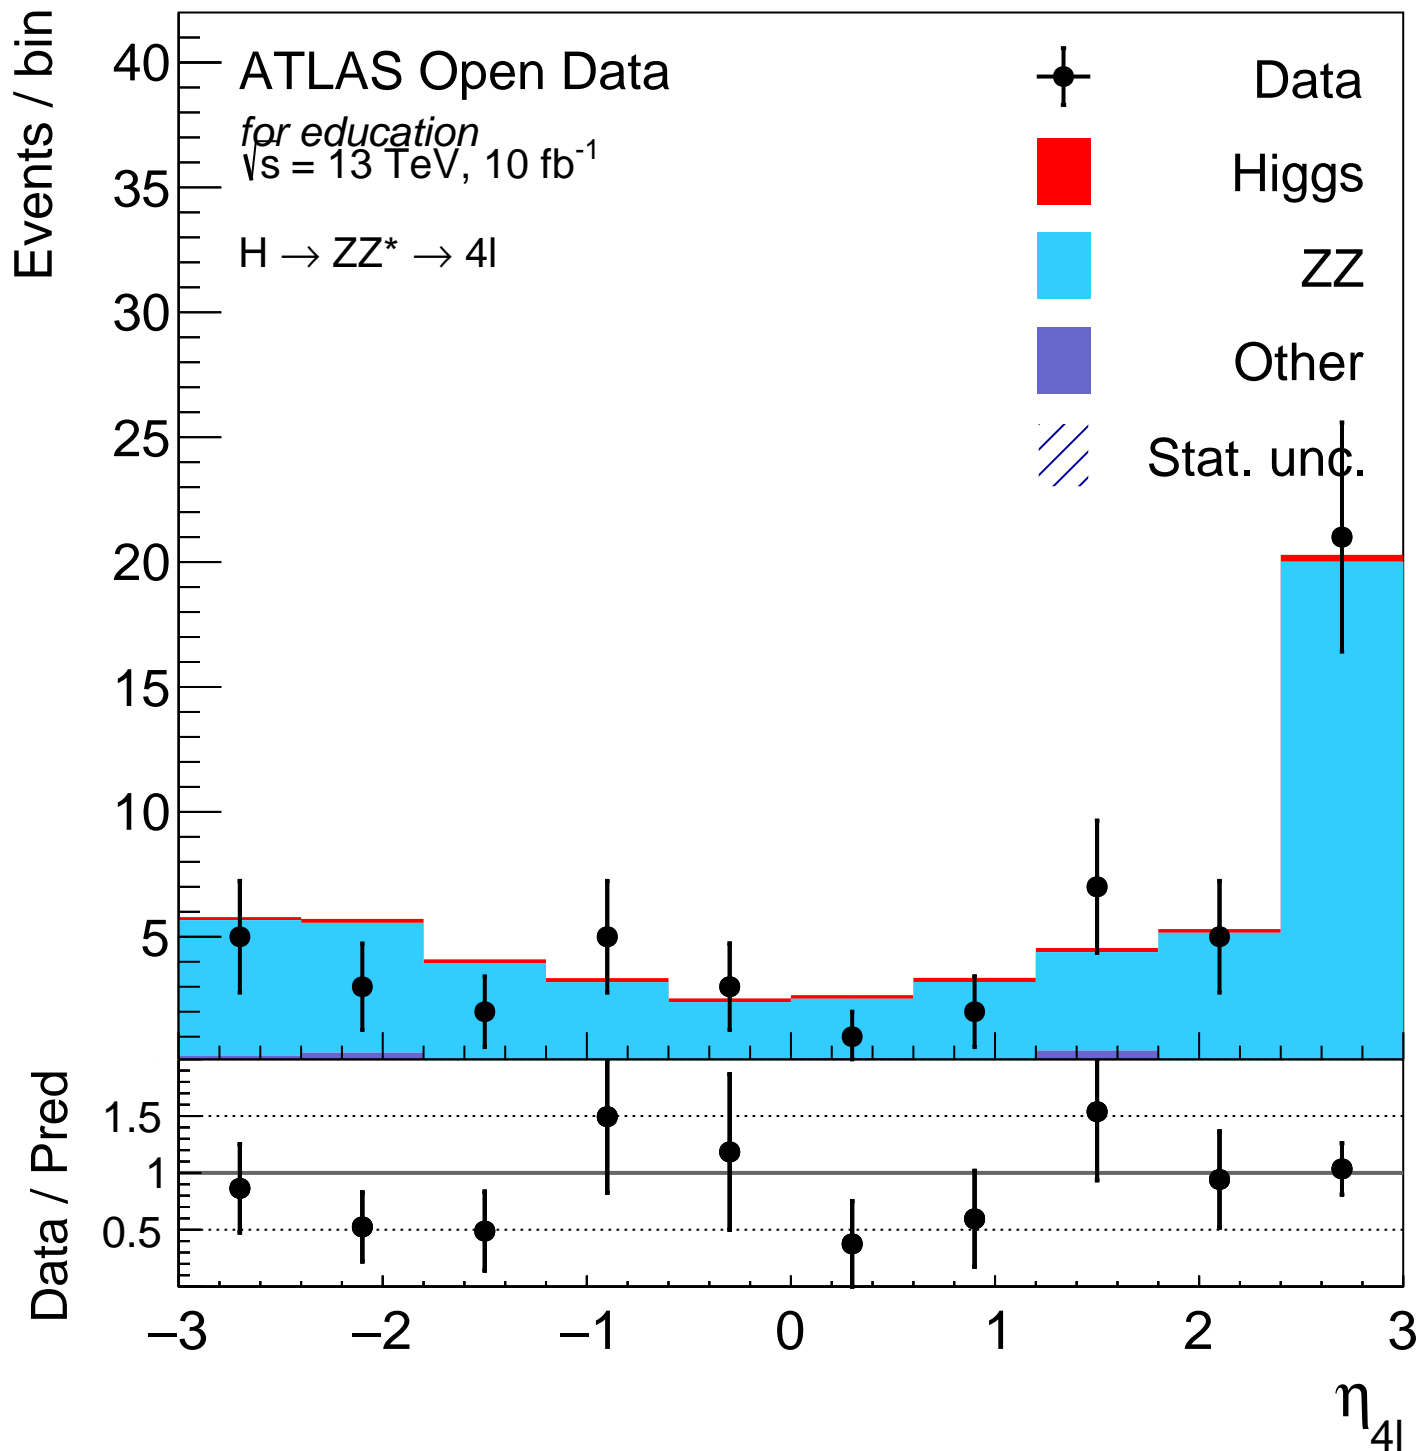 Events / bin
40
35
30
25
20
15
10
5
ATLAS Open Data
for education
√s = 13 TeV, 10 fb⁻¹
H → ZZ* → 4l
Data
Higgs
ZZ
Other
Stat. unc.
Data / Pred
1.5
1
0.5
−3 −2 −1 0 1 2 3
η4l